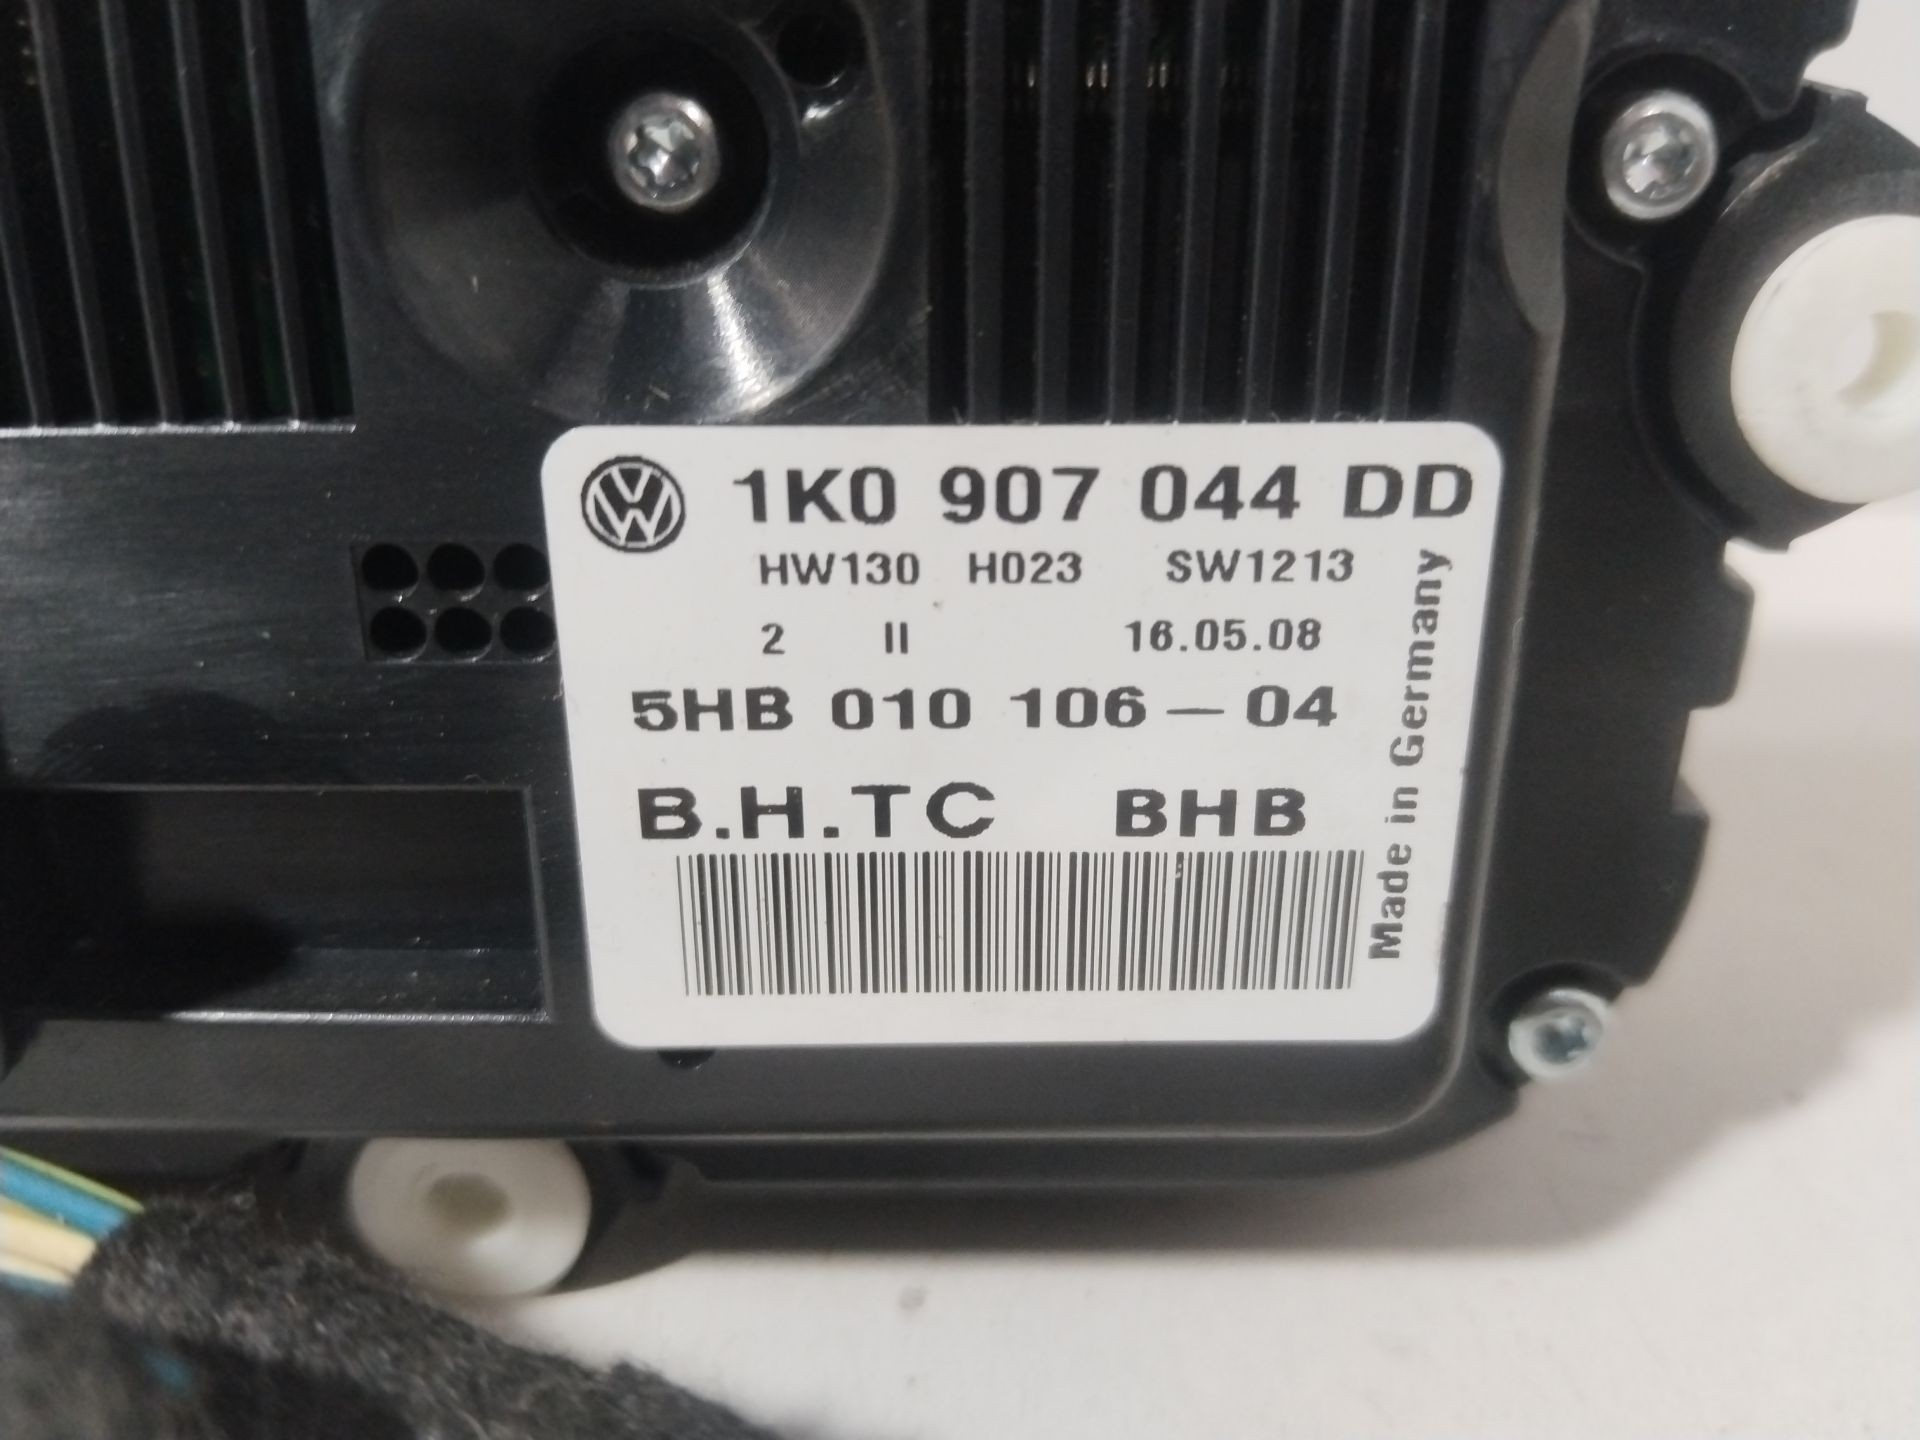 1K0 907 044 DD
HW130 H023 SW1213
2 II 16.05.08
5HB 010 106-04
B.H.TC BHB
Made in Germany